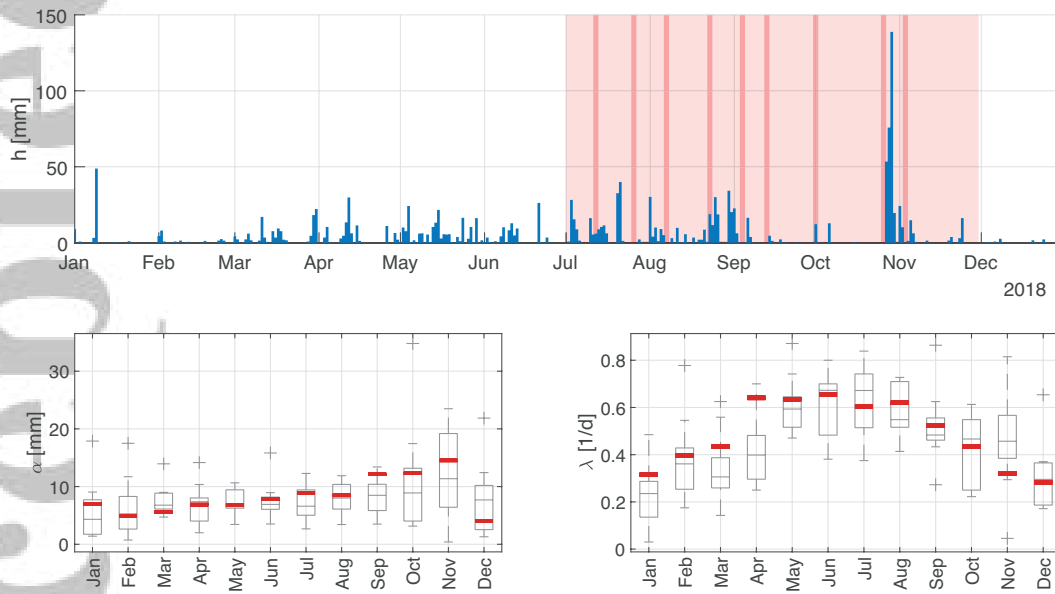 150
100
50
0
h [mm]
Jan Feb Mar Apr May Jun Jul Aug Sep Oct Nov Dec
2018
30
20
10
0
α [mm]
Jan Feb Mar Apr May Jun Jul Aug Sep Oct Nov Dec
0.8
0.6
0.4
0.2
0
λ [1/d]
Jan Feb Mar Apr May Jun Jul Aug Sep Oct Nov Dec